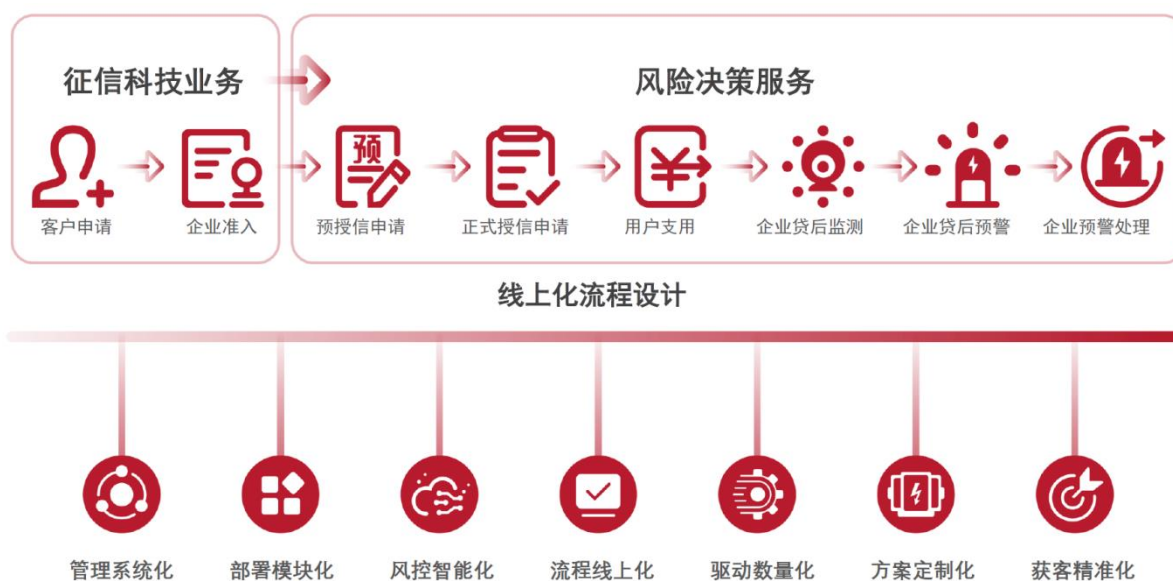 征信科技业务
风险决策服务
预
¥
客户申请
企业准入
预授信申请
正式授信申请
用户支用
企业贷后监测
企业贷后预警
企业预警处理
线上化流程设计
管理系统化
部署模块化
风控智能化
流程线上化
驱动数量化
方案定制化
获客精准化